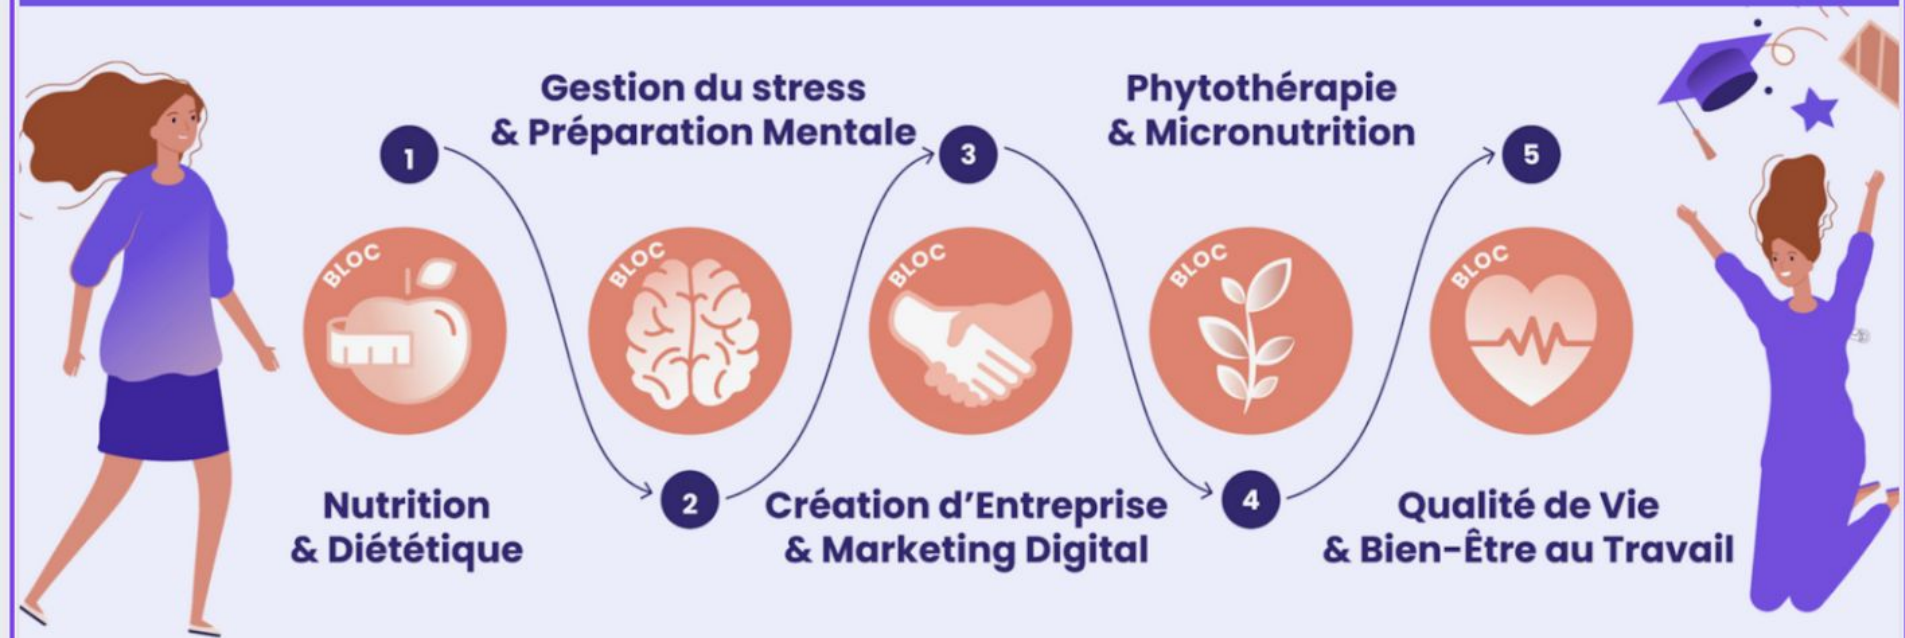 1
BLOC
Nutrition
& Diététique
Gestion du stress
& Préparation Mentale
BLOC
2
3
BLOC
Création d’Entreprise
& Marketing Digital
Phytothérapie
& Micronutrition
BLOC
4
5
BLOC
Qualité de Vie
& Bien-Être au Travail